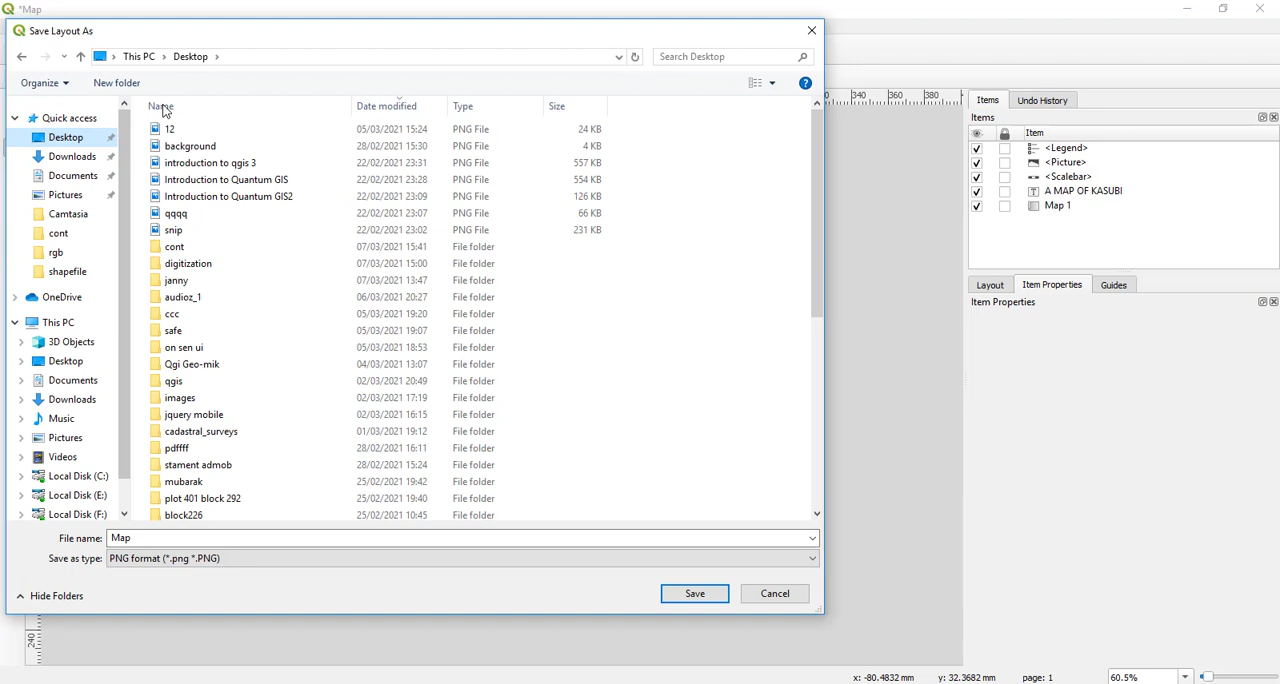 *Map
Save Layout As
This PC > Desktop >
Search Desktop
Organize
New folder
Name Date modified Type Size
Quick access
Desktop
Downloads
Documents
Pictures
Camtasia
cont
rgb
shapefile
OneDrive
This PC
3D Objects
Desktop
Documents
Downloads
Music
Pictures
Videos
Local Disk (C:)
Local Disk (E:)
Local Disk (F:)
12 05/03/2021 15:24 PNG File 24 KB
background 28/02/2021 15:30 PNG File 4 KB
introduction to qgis 3 22/02/2021 23:31 PNG File 557 KB
Introduction to Quantum GIS 22/02/2021 23:28 PNG File 554 KB
Introduction to Quantum GIS2 22/02/2021 23:09 PNG File 126 KB
qqqq 22/02/2021 23:07 PNG File 66 KB
snip 22/02/2021 23:02 PNG File 231 KB
cont 07/03/2021 15:41 File folder
digitization 07/03/2021 15:00 File folder
janny 07/03/2021 13:47 File folder
audioz_1 06/03/2021 20:27 File folder
ccc 05/03/2021 19:20 File folder
safe 05/03/2021 19:07 File folder
on sen ui 05/03/2021 18:53 File folder
Qgi Geo-mik 04/03/2021 13:07 File folder
qgis 02/03/2021 20:49 File folder
images 02/03/2021 17:19 File folder
jquery mobile 02/03/2021 16:15 File folder
cadastral_surveys 01/03/2021 19:12 File folder
pdffff 28/02/2021 16:11 File folder
stament admob 28/02/2021 15:24 File folder
mubarak 25/02/2021 19:42 File folder
plot 401 block 292 25/02/2021 19:40 File folder
block226 25/02/2021 10:45 File folder
File name: Map
Save as type: PNG format (*.png *.PNG)
Hide Folders
Save
Cancel
340 360 380
240
Items
Undo History
Items
Item
<Legend>
<Picture>
<Scalebar>
A MAP OF KASUBI
Map 1
Layout
Item Properties
Guides
Item Properties
x: -80.4832 mm y: 32.3682 mm page: 1 60.5%